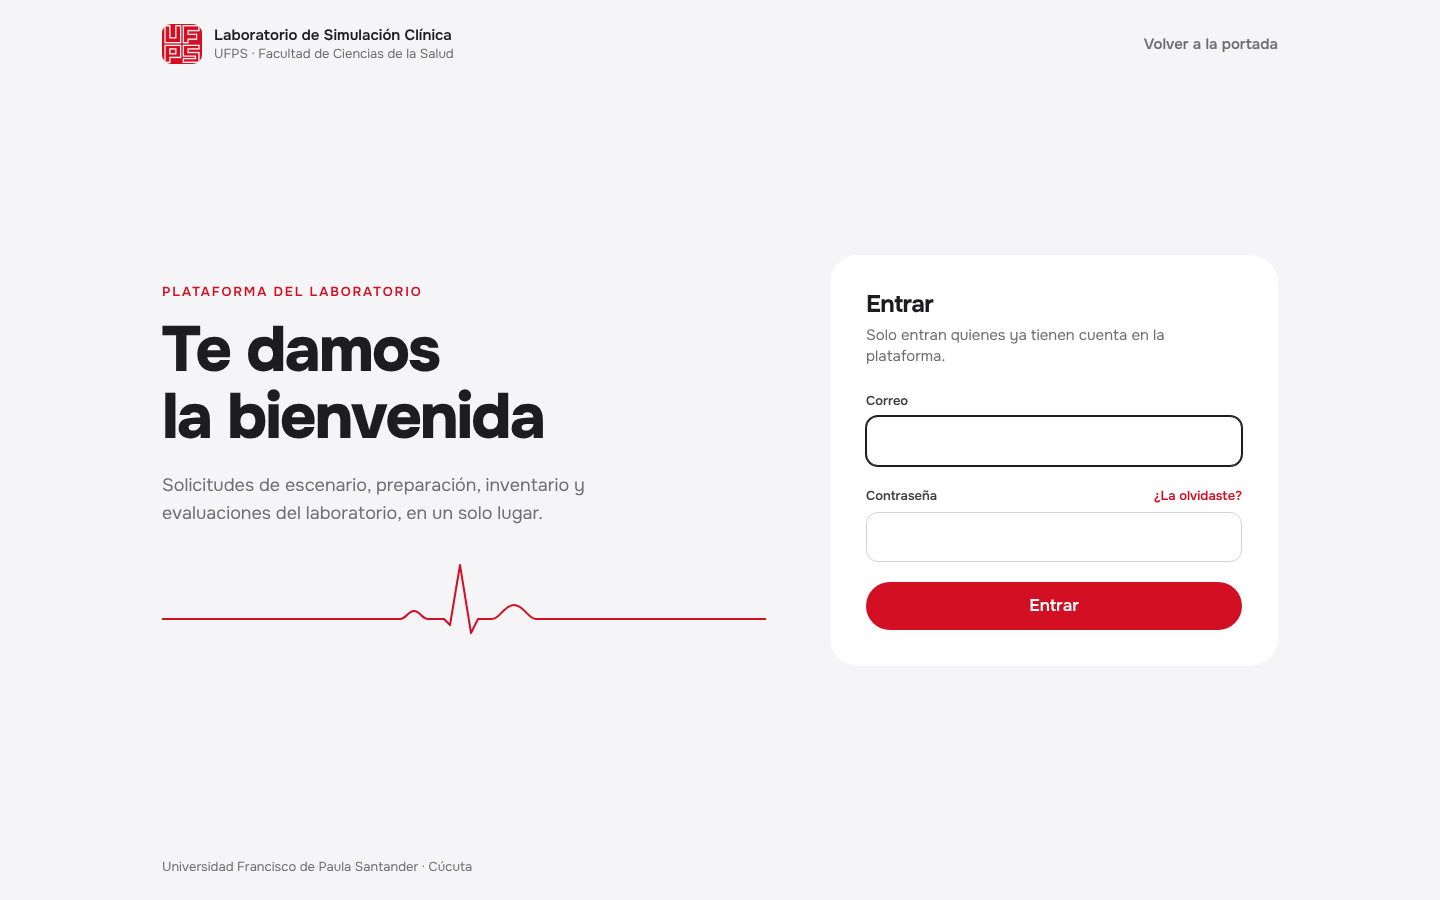 UFPS
Laboratorio de Simulación Clínica
UFPS · Facultad de Ciencias de la Salud
Volver a la portada
PLATAFORMA DEL LABORATORIO
Te damos
la bienvenida
Solicitudes de escenario, preparación, inventario y
evaluaciones del laboratorio, en un solo lugar.
Entrar
Solo entran quienes ya tienen cuenta en la
plataforma.
Correo
Contraseña
¿La olvidaste?
Entrar
Universidad Francisco de Paula Santander · Cúcuta